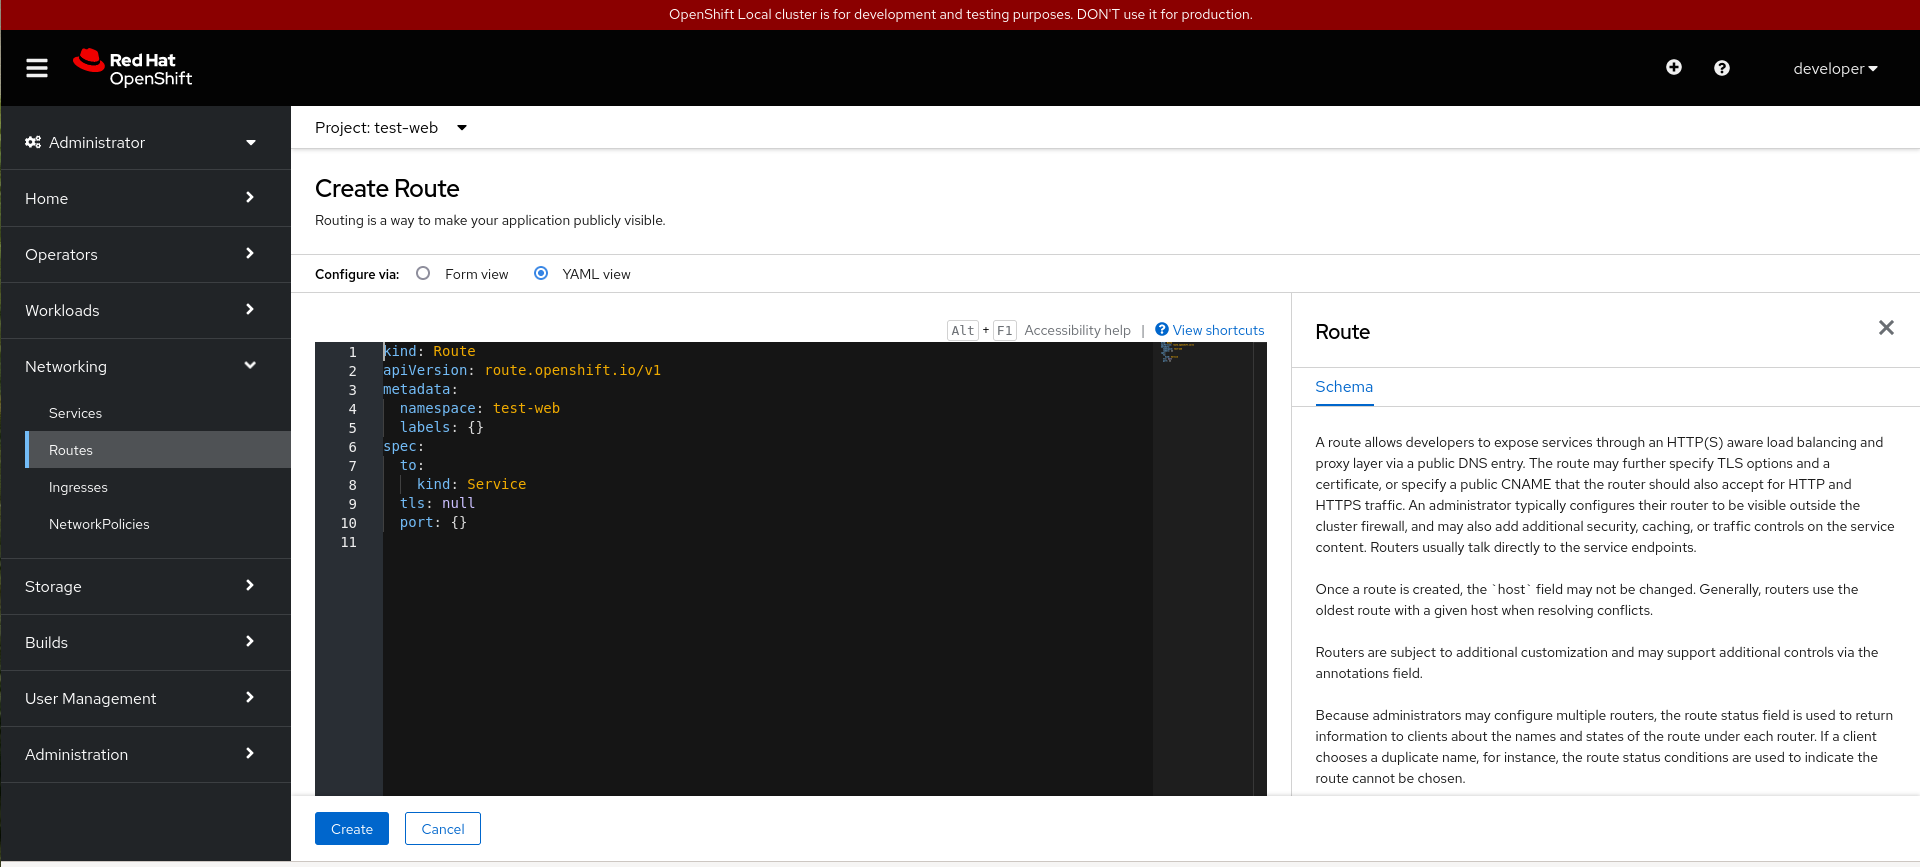 OpenShift Local cluster is for development and testing purposes. DON'T use it for production.
Red Hat
OpenShift
developer
Administrator
Home
Operators
Workloads
Networking
Services
Routes
Ingresses
NetworkPolicies
Storage
Builds
User Management
Administration
Project: test-web
Create Route
Routing is a way to make your application publicly visible.
Configure via: Form view YAML view
Alt + F1 Accessibility help | View shortcuts
1 kind: Route
2 apiVersion: route.openshift.io/v1
3 metadata:
4   namespace: test-web
5   labels: {}
6 spec:
7   to:
8     kind: Service
9   tls: null
10   port: {}
11
Create Cancel
Route
Schema
A route allows developers to expose services through an HTTP(S) aware load balancing and
proxy layer via a public DNS entry. The route may further specify TLS options and a
certificate, or specify a public CNAME that the router should also accept for HTTP and
HTTPS traffic. An administrator typically configures their router to be visible outside the
cluster firewall, and may also add additional security, caching, or traffic controls on the service
content. Routers usually talk directly to the service endpoints.
Once a route is created, the `host` field may not be changed. Generally, routers use the
oldest route with a given host when resolving conflicts.
Routers are subject to additional customization and may support additional controls via the
annotations field.
Because administrators may configure multiple routers, the route status field is used to return
information to clients about the names and states of the route under each router. If a client
chooses a duplicate name, for instance, the route status conditions are used to indicate the
route cannot be chosen.